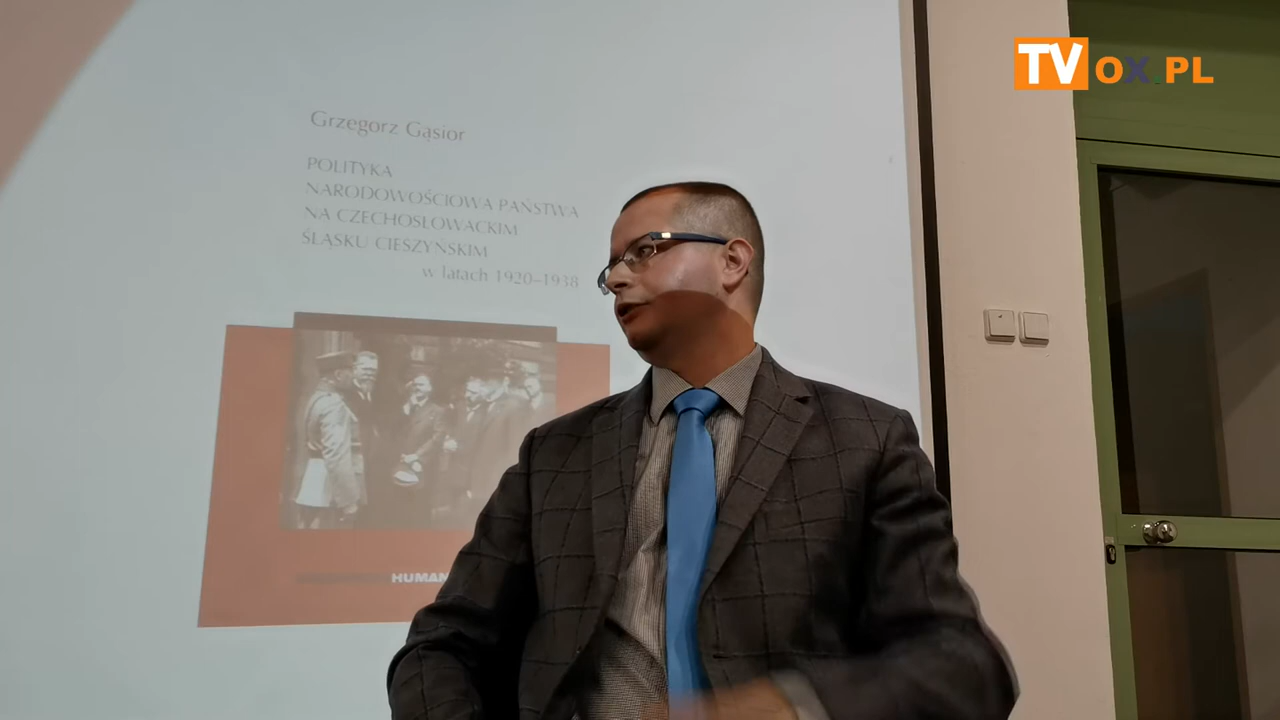 TVOX.PL
Grzegorz Gąsior
POLITYKA
NARODOWOŚCIOWA PAŃSTWA
NA CZECHOSŁOWACKIM
ŚLĄSKU CIESZYŃSKIM
w latach 1920–1938
HUMAN